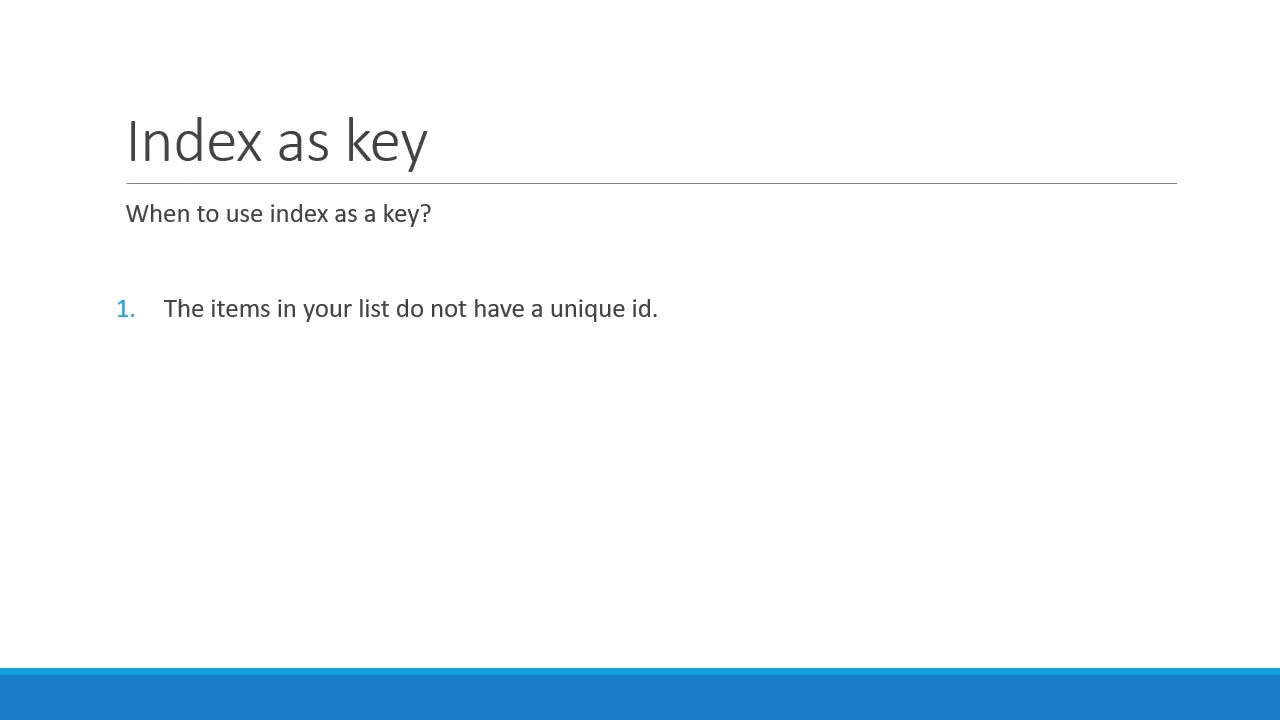 Index as key
When to use index as a key?
1. The items in your list do not have a unique id.